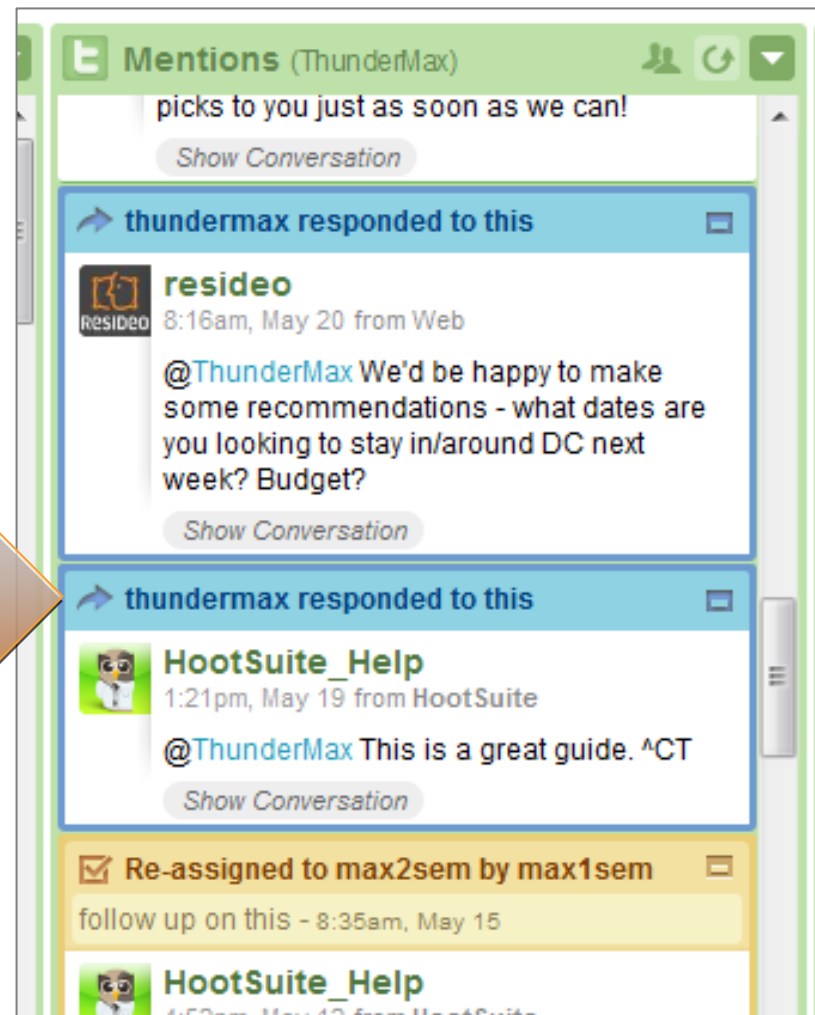 Mentions (ThunderMax)
picks to you just as soon as we can!
Show Conversation
thundermax responded to this
resideo
RESIDEO
8:16am, May 20 from Web
@ThunderMax We'd be happy to make
some recommendations - what dates are
you looking to stay in/around DC next
week? Budget?
Show Conversation
thundermax responded to this
HootSuite_Help
1:21pm, May 19 from HootSuite
@ThunderMax This is a great guide. ^CT
Show Conversation
Re-assigned to max2sem by max1sem
follow up on this - 8:35am, May 15
HootSuite_Help
May 12 from HootSuite